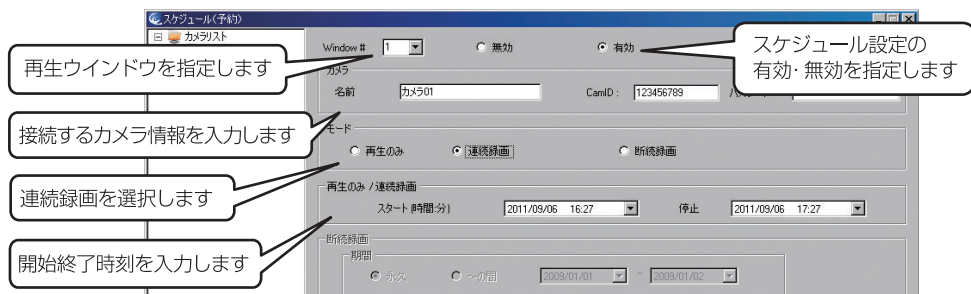 スケジュール(予約)
カメラリスト
Window # 1 無効 有効
スケジュール設定の
有効・無効を指定します
再生ウインドウを指定します
カメラ
名前 カメラ01 CamID : 123456789
接続するカメラ情報を入力します
モード
再生のみ 連続録画 断続録画
連続録画を選択します
再生のみ / 連続録画
スタート(時間:分) 2011/09/06 16:27 停止 2011/09/06 17:27
開始終了時刻を入力します
断続録画
期間
永久 ~の間 2009/01/01 ~ 2009/01/02